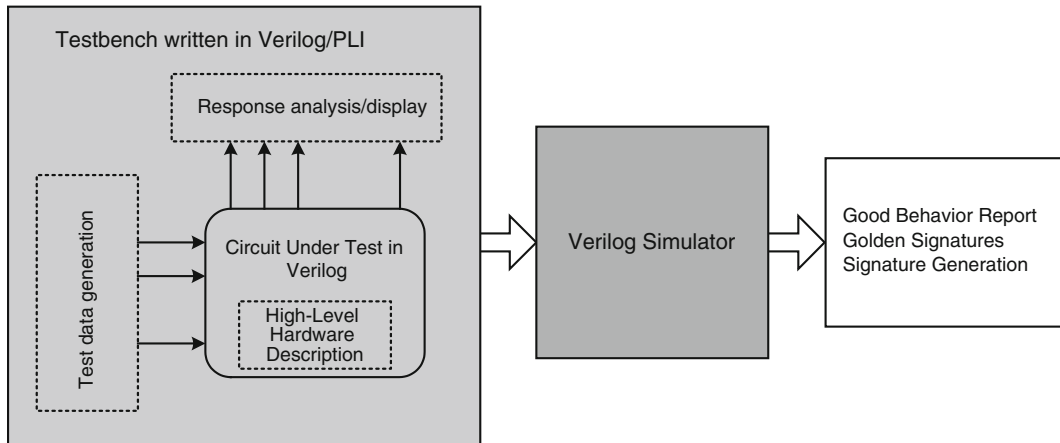 Testbench written in Verilog/PLI
Response analysis/display
Test data generation
Circuit Under Test in
Verilog
High-Level
Hardware
Description
Verilog Simulator
Good Behavior Report
Golden Signatures
Signature Generation